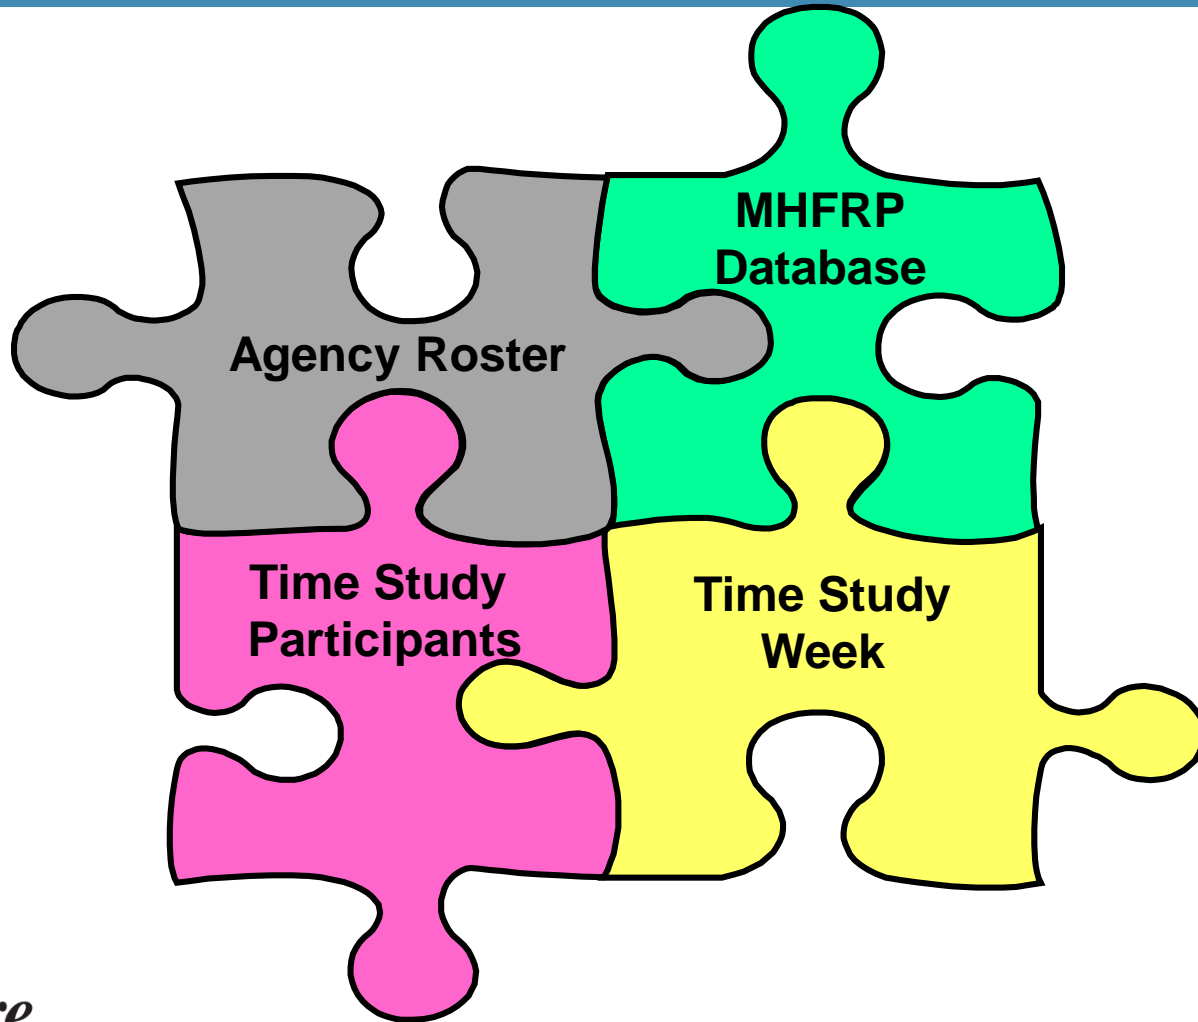 MHFRP
Database
Agency Roster
Time Study
Participants
Time Study
Week